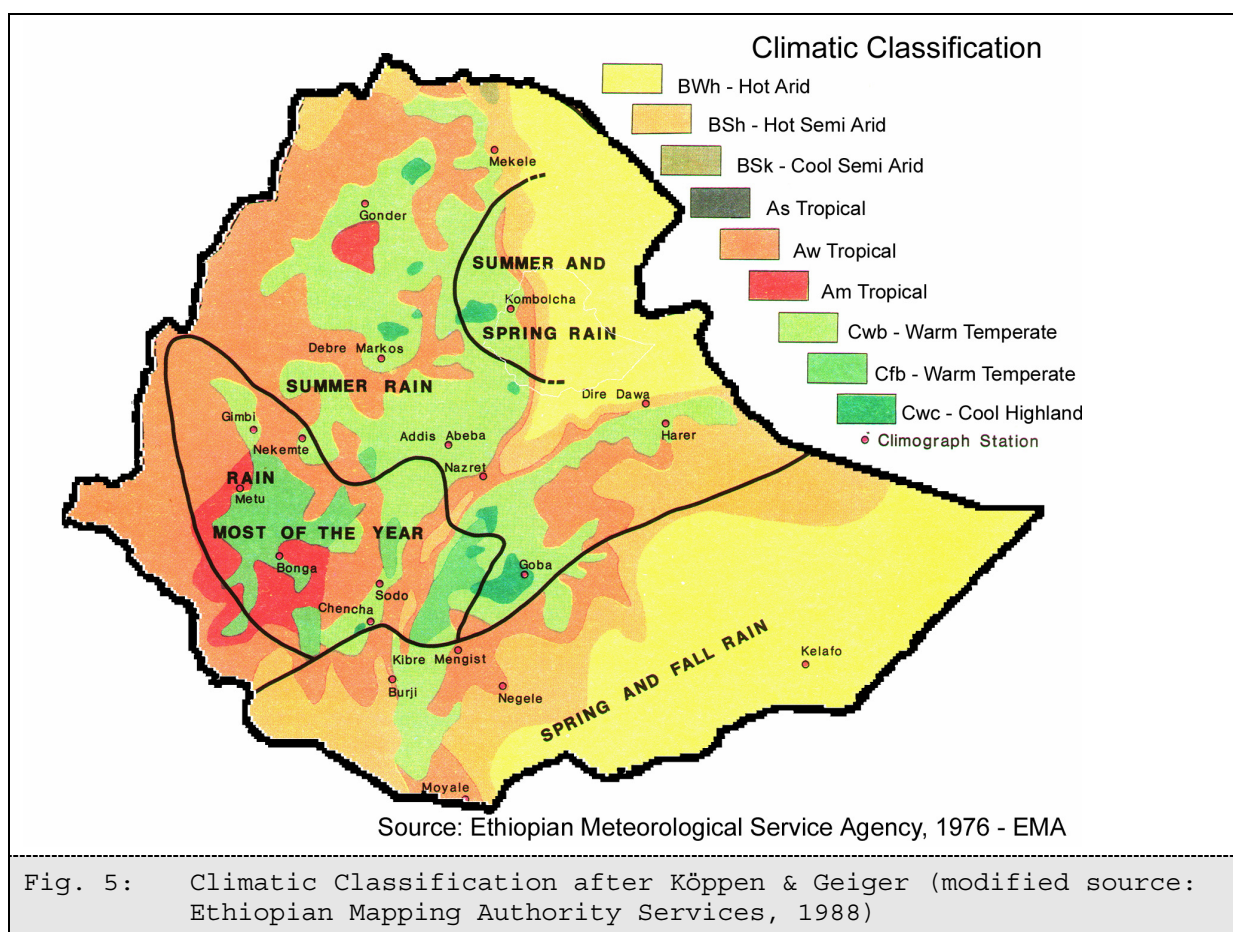 Climatic Classification
BWh - Hot Arid
BSh - Hot Semi Arid
BSk - Cool Semi Arid
As Tropical
Aw Tropical
Am Tropical
Cwb - Warm Temperate
Cfb - Warm Temperate
Cwc - Cool Highland
Climograph Station
Mekele
Gonder
SUMMER AND
Kombolcha
SPRING RAIN
Debre Markos
SUMMER RAIN
Dire Dawa
Gimbi
Harer
Addis Abeba
Nekemte
Nazret
RAIN
Metu
MOST OF THE YEAR
Bonga
Goba
Sodo
Chencha
Kibre Mengist
Kelafo
Burji
Negele
SPRING AND FALL RAIN
Moyale
Source: Ethiopian Meteorological Service Agency, 1976 - EMA
Fig. 5: Climatic Classification after Köppen & Geiger (modified source:
Ethiopian Mapping Authority Services, 1988)